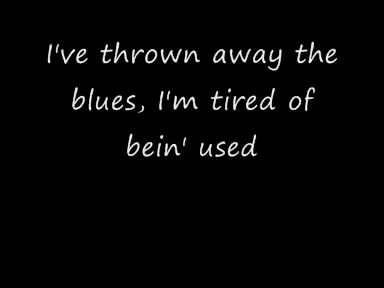 I've thrown away the
blues, I'm tired of
bein' used